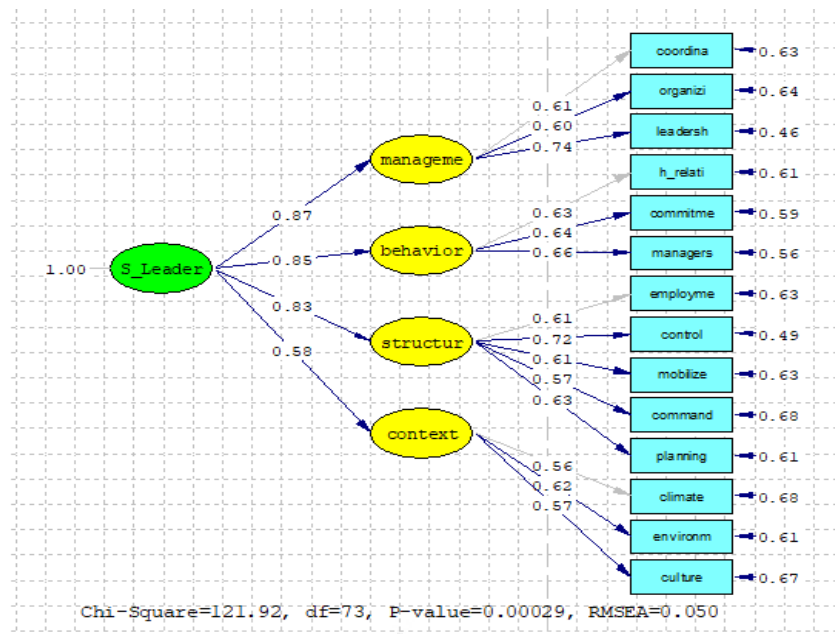 coordina 0.63
organizi 0.64
0.61
0.60
leadersh 0.46
0.74
manageme
h_relati 0.61
0.87
0.63
commitme 0.59
0.64
behavior
managers 0.56
0.85
0.66
1.00 S_Leader
employme 0.63
0.83
0.61
control 0.49
0.72
structur
0.58
0.61
mobilize 0.63
0.57
0.63
command 0.68
context
planning 0.61
0.56
0.62
climate 0.68
0.57
environm 0.61
culture 0.67
Chi-Square=121.92, df=73, P-value=0.00029, RMSEA=0.050